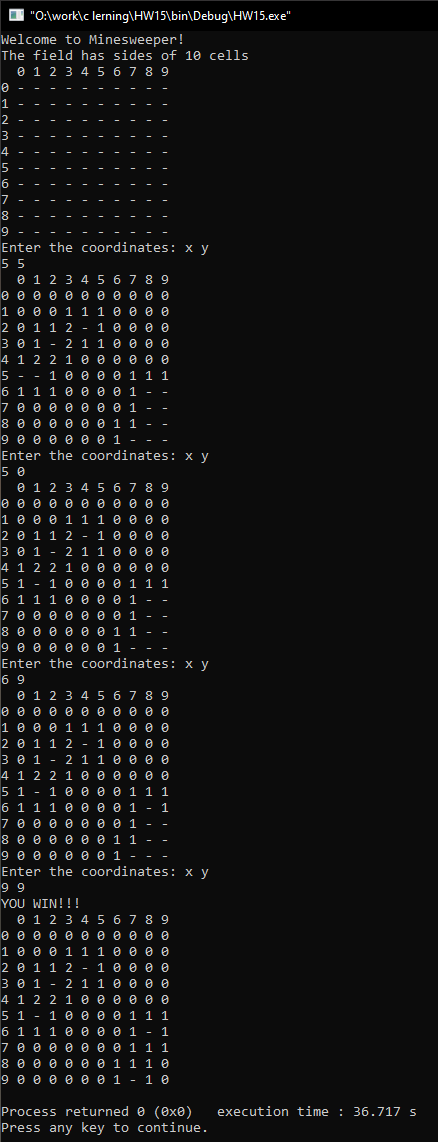 "O:\work\c lerning\HW15\bin\Debug\HW15.exe"
Welcome to Minesweeper!
The field has sides of 10 cells
  0 1 2 3 4 5 6 7 8 9
0 - - - - - - - - - -
1 - - - - - - - - - -
2 - - - - - - - - - -
3 - - - - - - - - - -
4 - - - - - - - - - -
5 - - - - - - - - - -
6 - - - - - - - - - -
7 - - - - - - - - - -
8 - - - - - - - - - -
9 - - - - - - - - - -
Enter the coordinates: x y
5 5
  0 1 2 3 4 5 6 7 8 9
0 0 0 0 0 0 0 0 0 0 0
1 0 0 0 1 1 1 0 0 0 0
2 0 1 1 2 - 1 0 0 0 0
3 0 1 - 2 1 1 0 0 0 0
4 1 2 2 1 0 0 0 0 0 0
5 - - 1 0 0 0 0 1 1 1
6 1 1 1 0 0 0 0 1 - -
7 0 0 0 0 0 0 0 1 - -
8 0 0 0 0 0 0 1 1 - -
9 0 0 0 0 0 0 1 - - -
Enter the coordinates: x y
5 0
  0 1 2 3 4 5 6 7 8 9
0 0 0 0 0 0 0 0 0 0 0
1 0 0 0 1 1 1 0 0 0 0
2 0 1 1 2 - 1 0 0 0 0
3 0 1 - 2 1 1 0 0 0 0
4 1 2 2 1 0 0 0 0 0 0
5 1 - 1 0 0 0 0 1 1 1
6 1 1 1 0 0 0 0 1 - -
7 0 0 0 0 0 0 0 1 - -
8 0 0 0 0 0 0 1 1 - -
9 0 0 0 0 0 0 1 - - -
Enter the coordinates: x y
6 9
  0 1 2 3 4 5 6 7 8 9
0 0 0 0 0 0 0 0 0 0 0
1 0 0 0 1 1 1 0 0 0 0
2 0 1 1 2 - 1 0 0 0 0
3 0 1 - 2 1 1 0 0 0 0
4 1 2 2 1 0 0 0 0 0 0
5 1 - 1 0 0 0 0 1 1 1
6 1 1 1 0 0 0 0 1 - 1
7 0 0 0 0 0 0 0 1 - -
8 0 0 0 0 0 0 1 1 - -
9 0 0 0 0 0 0 1 - - -
Enter the coordinates: x y
9 9
YOU WIN!!!
  0 1 2 3 4 5 6 7 8 9
0 0 0 0 0 0 0 0 0 0 0
1 0 0 0 1 1 1 0 0 0 0
2 0 1 1 2 - 1 0 0 0 0
3 0 1 - 2 1 1 0 0 0 0
4 1 2 2 1 0 0 0 0 0 0
5 1 - 1 0 0 0 0 1 1 1
6 1 1 1 0 0 0 0 1 - 1
7 0 0 0 0 0 0 0 1 1 1
8 0 0 0 0 0 0 1 1 1 0
9 0 0 0 0 0 0 1 - 1 0
Process returned 0 (0x0)   execution time : 36.717 s
Press any key to continue.